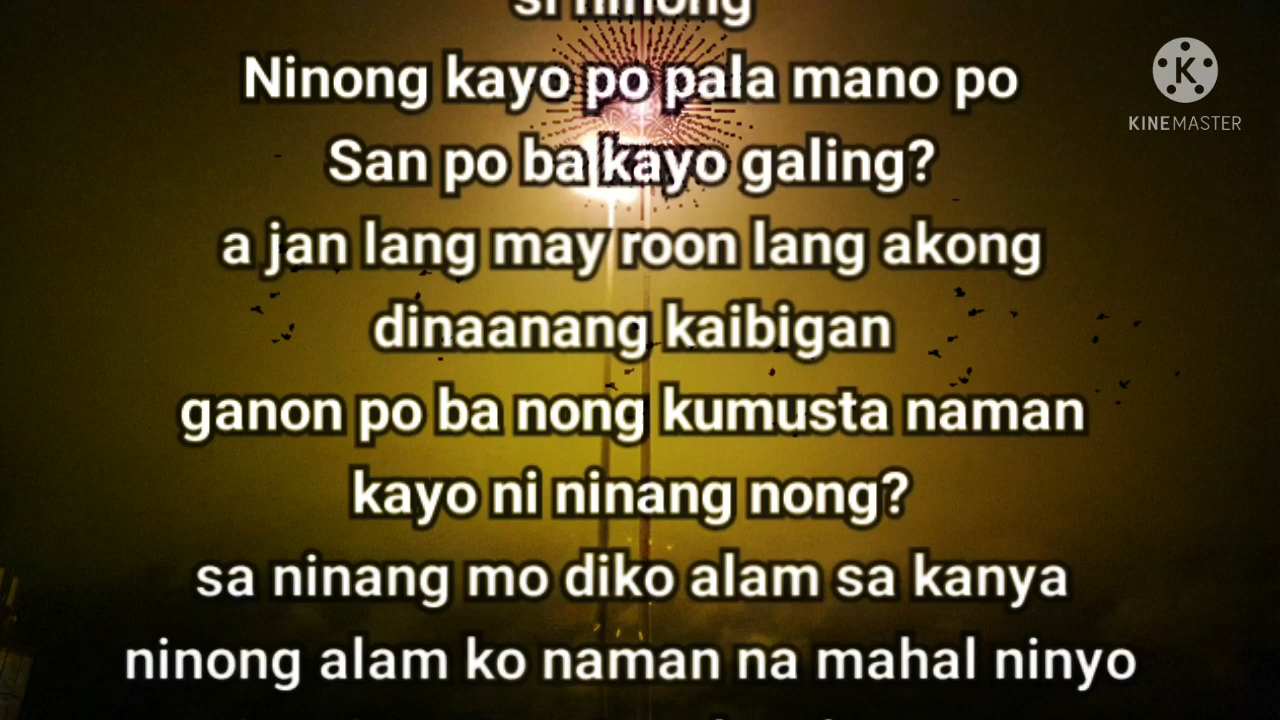 si ninong
Ninong kayo po pala mano po
San po ba kayo galing?
a jan lang may roon lang akong
dinaanang kaibigan
ganon po ba nong kumusta naman
kayo ni ninang nong?
sa ninang mo diko alam sa kanya
ninong alam ko naman na mahal ninyo
KINEMASTER